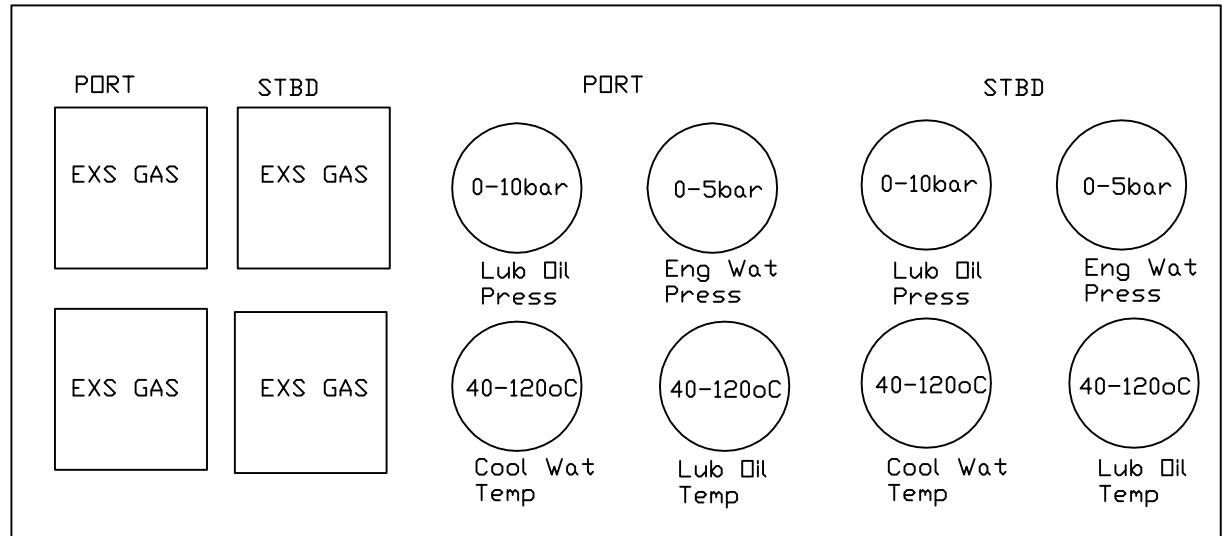 PORT STBD PORT STBD
EXS GAS EXS GAS 0-10bar 0-5bar 0-10bar 0-5bar
Lub Oil Eng Wat Lub Oil Eng Wat
Press Press Press Press
EXS GAS EXS GAS 40-120oC 40-120oC 40-120oC 40-120oC
Cool Wat Lub Oil Cool Wat Lub Oil
Temp Temp Temp Temp